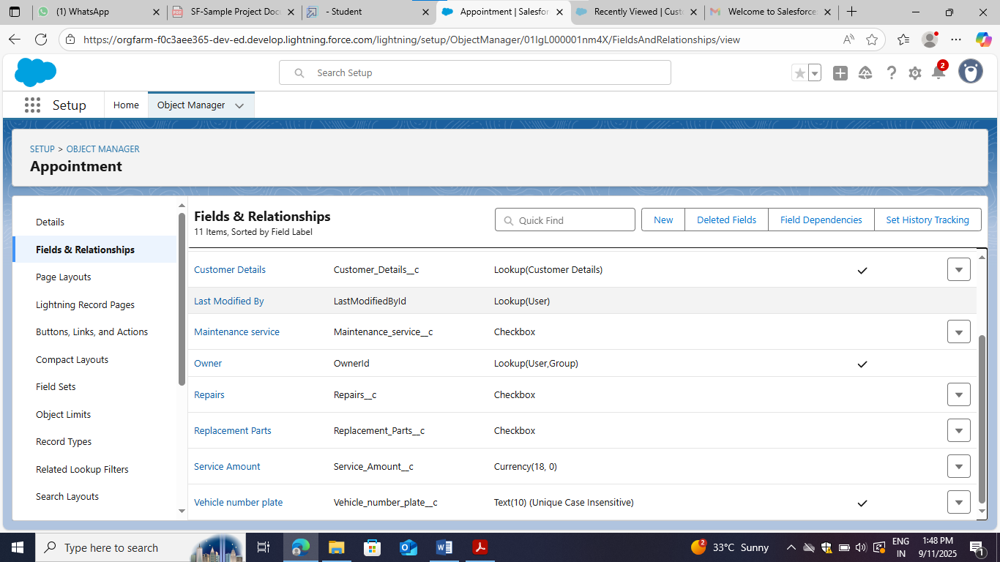 (1) WhatsApp
SF-Sample Project Doc
- Student
Appointment | Salesfor
Recently Viewed | Cust
Welcome to Salesforce
https://orgfarm-f0c3aee365-dev-ed.develop.lightning.force.com/lightning/setup/ObjectManager/01IgL000001nm4X/FieldsAndRelationships/view
Search Setup
2
Setup
Home
Object Manager
SETUP > OBJECT MANAGER
Appointment
Details
Fields & Relationships
Page Layouts
Lightning Record Pages
Buttons, Links, and Actions
Compact Layouts
Field Sets
Object Limits
Record Types
Related Lookup Filters
Search Layouts
Fields & Relationships
11 Items, Sorted by Field Label
Quick Find
New
Deleted Fields
Field Dependencies
Set History Tracking
Customer Details Customer_Details__c Lookup(Customer Details)
Last Modified By LastModifiedById Lookup(User)
Maintenance service Maintenance_service__c Checkbox
Owner OwnerId Lookup(User,Group)
Repairs Repairs__c Checkbox
Replacement Parts Replacement_Parts__c Checkbox
Service Amount Service_Amount__c Currency(18, 0)
Vehicle number plate Vehicle_number_plate__c Text(10) (Unique Case Insensitive)
Type here to search
2
33°C Sunny
ENG
IN
1:48 PM
9/11/2025
1